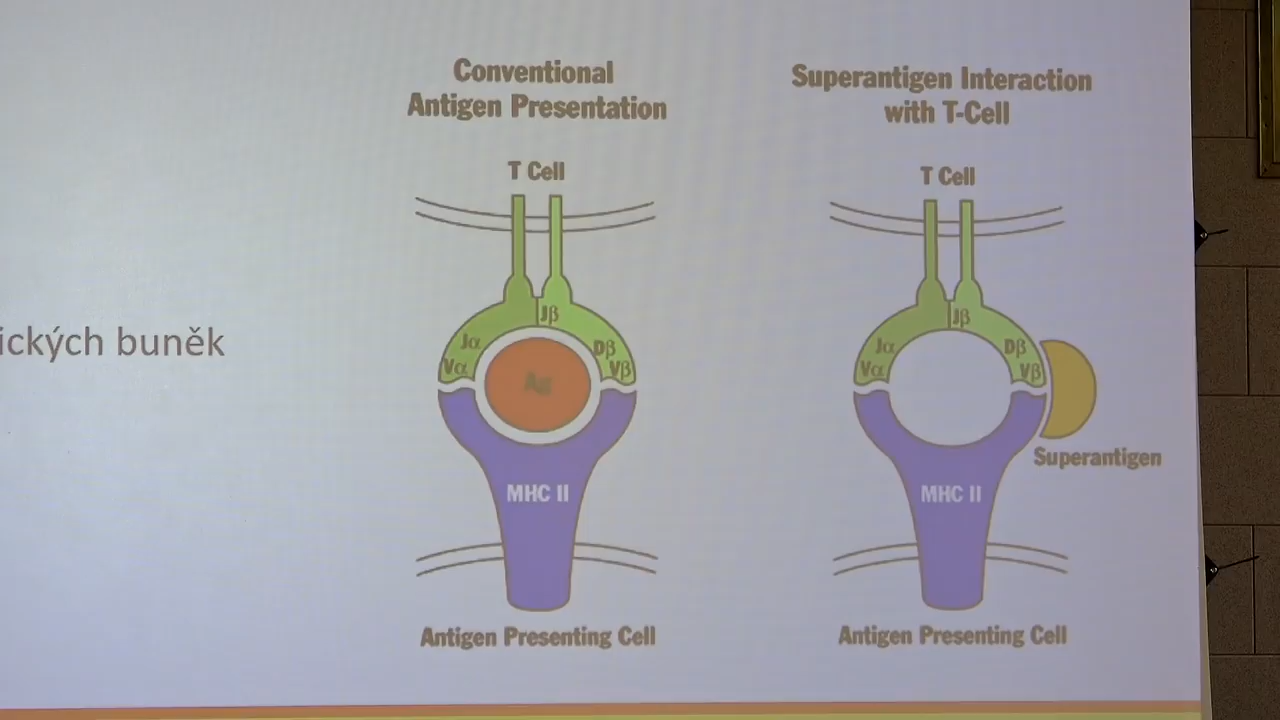 ických buněk
Conventional
Antigen Presentation
T Cell
Jβ
Jα
Dβ
Vα
Vβ
Ag
MHC II
Antigen Presenting Cell
Superantigen Interaction
with T-Cell
T Cell
Jβ
Jα
Dβ
Vα
Vβ
Superantigen
MHC II
Antigen Presenting Cell